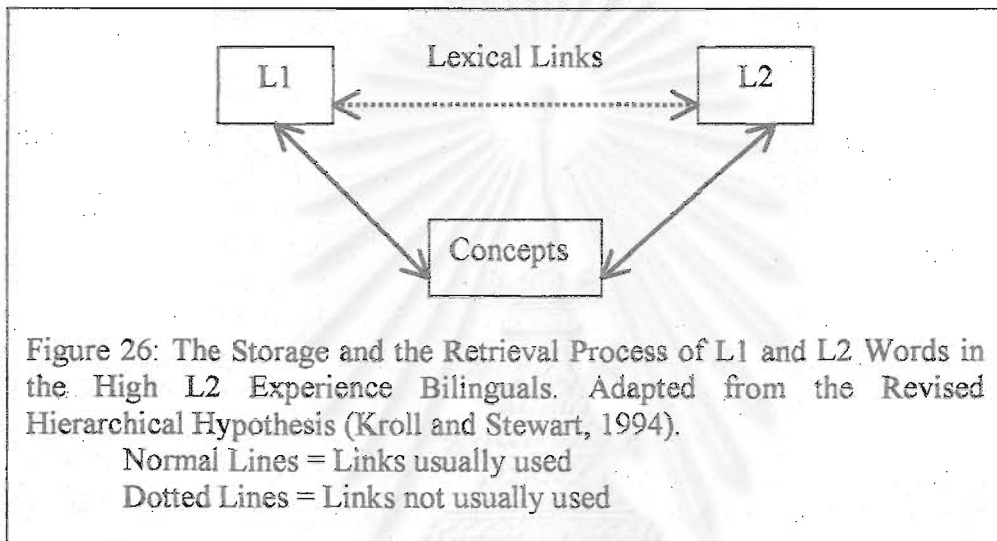 Lexical Links
L1
L2
Concepts
Figure 26: The Storage and the Retrieval Process of L1 and L2 Words in
the High L2 Experience Bilinguals. Adapted from the Revised
Hierarchical Hypothesis (Kroll and Stewart, 1994).
Normal Lines = Links usually used
Dotted Lines = Links not usually used